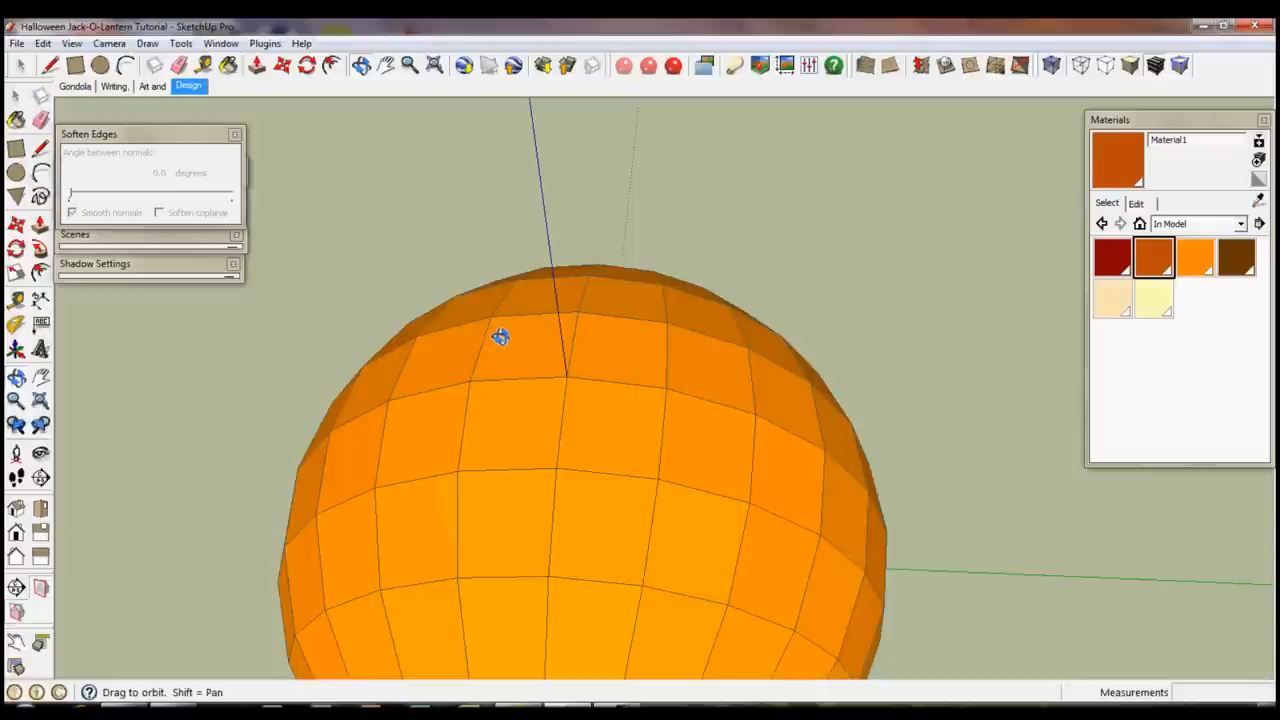 Halloween Jack-O-Lantern Tutorial - SketchUp Pro
File Edit View Camera Draw Tools Window Plugins Help
Gondola Writing, Art and Design
Soften Edges
Angle between normals:
0.0 degrees
Smooth normals Soften coplanar
Scenes
Shadow Settings
Materials
Material1
Select Edit
In Model
Drag to orbit. Shift = Pan
Measurements